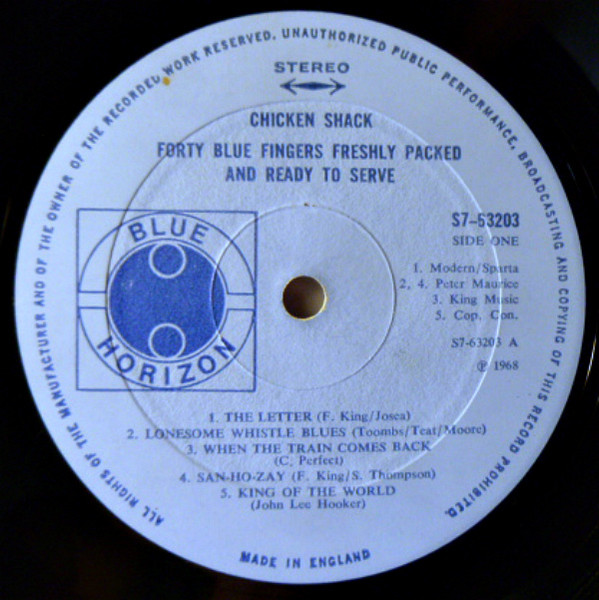 ALL RIGHTS OF THE MANUFACTURER AND OF THE OWNER OF THE RECORDED WORK RESERVED. UNAUTHORIZED PUBLIC PERFORMANCE, BROADCASTING AND COPYING OF THIS RECORD PROHIBITED.
STEREO
CHICKEN SHACK
FORTY BLUE FINGERS FRESHLY PACKED
AND READY TO SERVE
BLUE
HORIZON
S7-63203
SIDE ONE
1. Modern/Sparta
2, 4. Peter Maurice
3. King Music
5. Cop. Con.
S7-63203 A
℗ 1968
1. THE LETTER (F. King/Josea)
2. LONESOME WHISTLE BLUES (Toombs/Teat/Moore)
3. WHEN THE TRAIN COMES BACK
(C. Perfect)
4. SAN-HO-ZAY (F. King/S. Thompson)
5. KING OF THE WORLD
(John Lee Hooker)
MADE IN ENGLAND